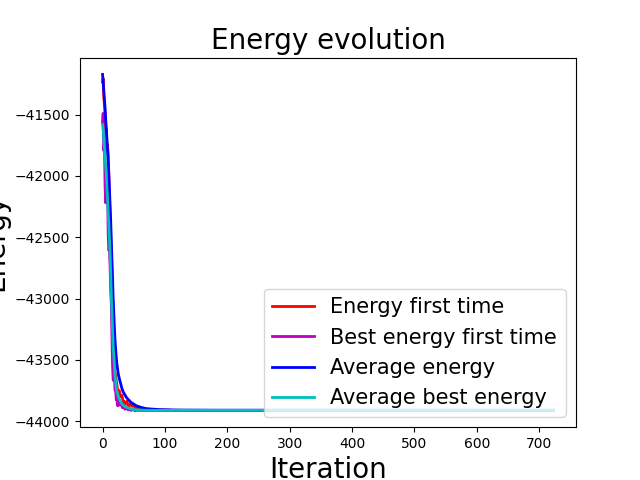 Energy evolution
Energy
−41500
−42000
−42500
−43000
−43500
−44000
Energy first time
Best energy first time
Average energy
Average best energy
0 100 200 300 400 500 600 700
Iteration